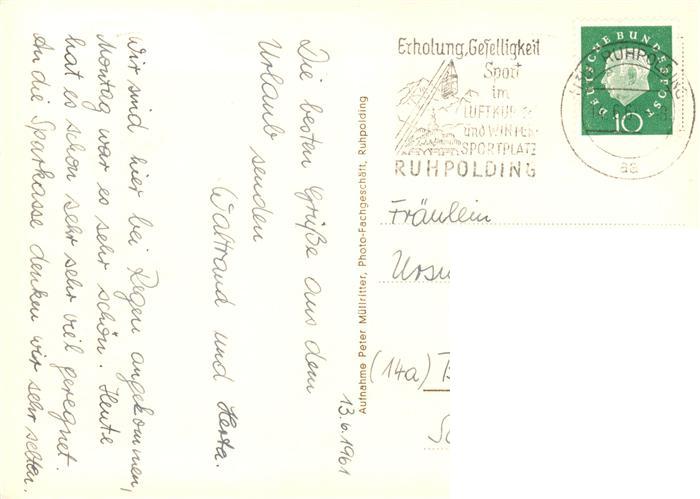 Die besten Grüße aus dem
Urlaub senden
Waltraud und Herta.
Wir sind hier bei Regen angekommen,
Montag war es sehr schön. Heute
hat es schon sehr sehr viel geregnet.
An die Sparkasse denken wir sehr selten.
13.6.1961
Aufnahme Peter Müllritter, Photo-Fachgeschäft, Ruhpolding
Erholung, Geselligkeit
Sport
im
und WINTER-
SPORTPLATZ
RUHPOLDING
DEUTSCHE BUNDESPOST
10
RUHPOLDING
aa
Fräulein
(14a)